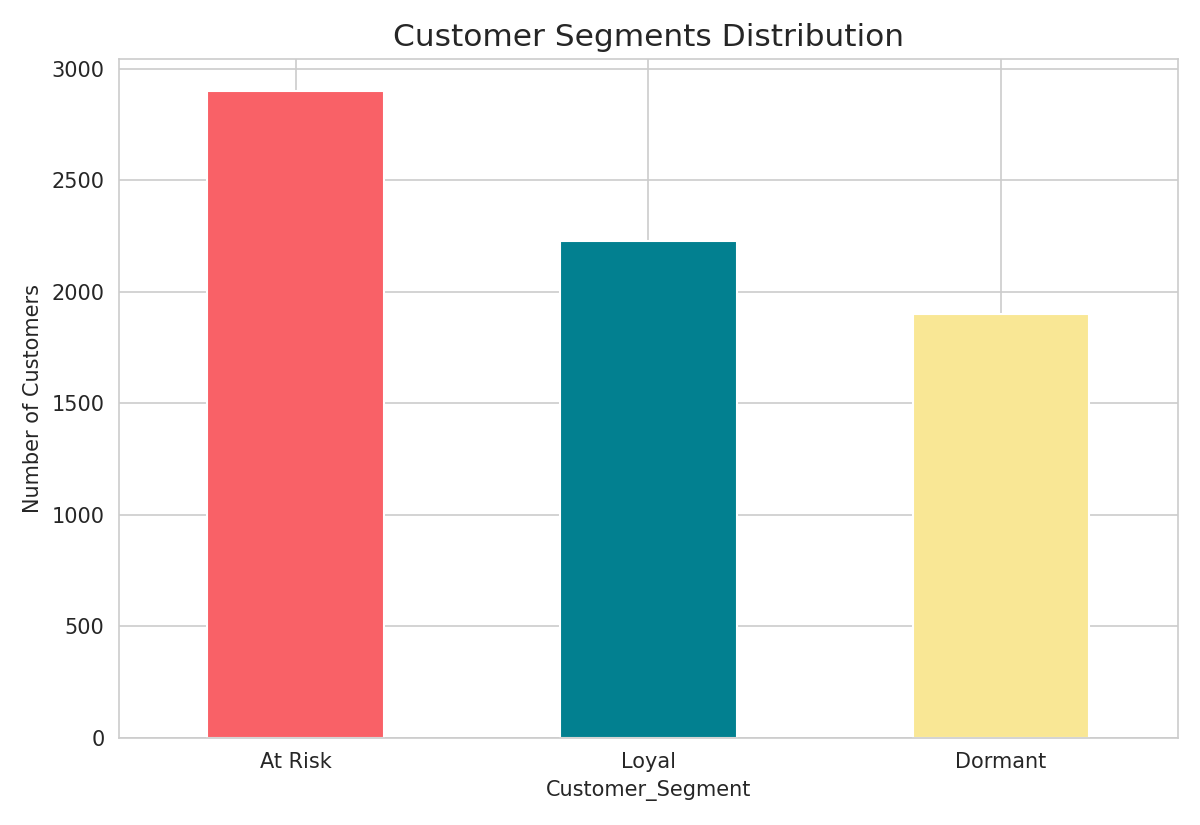 Customer Segments Distribution
Number of Customers
3000
2500
2000
1500
1000
500
0
At Risk
Loyal
Dormant
Customer_Segment